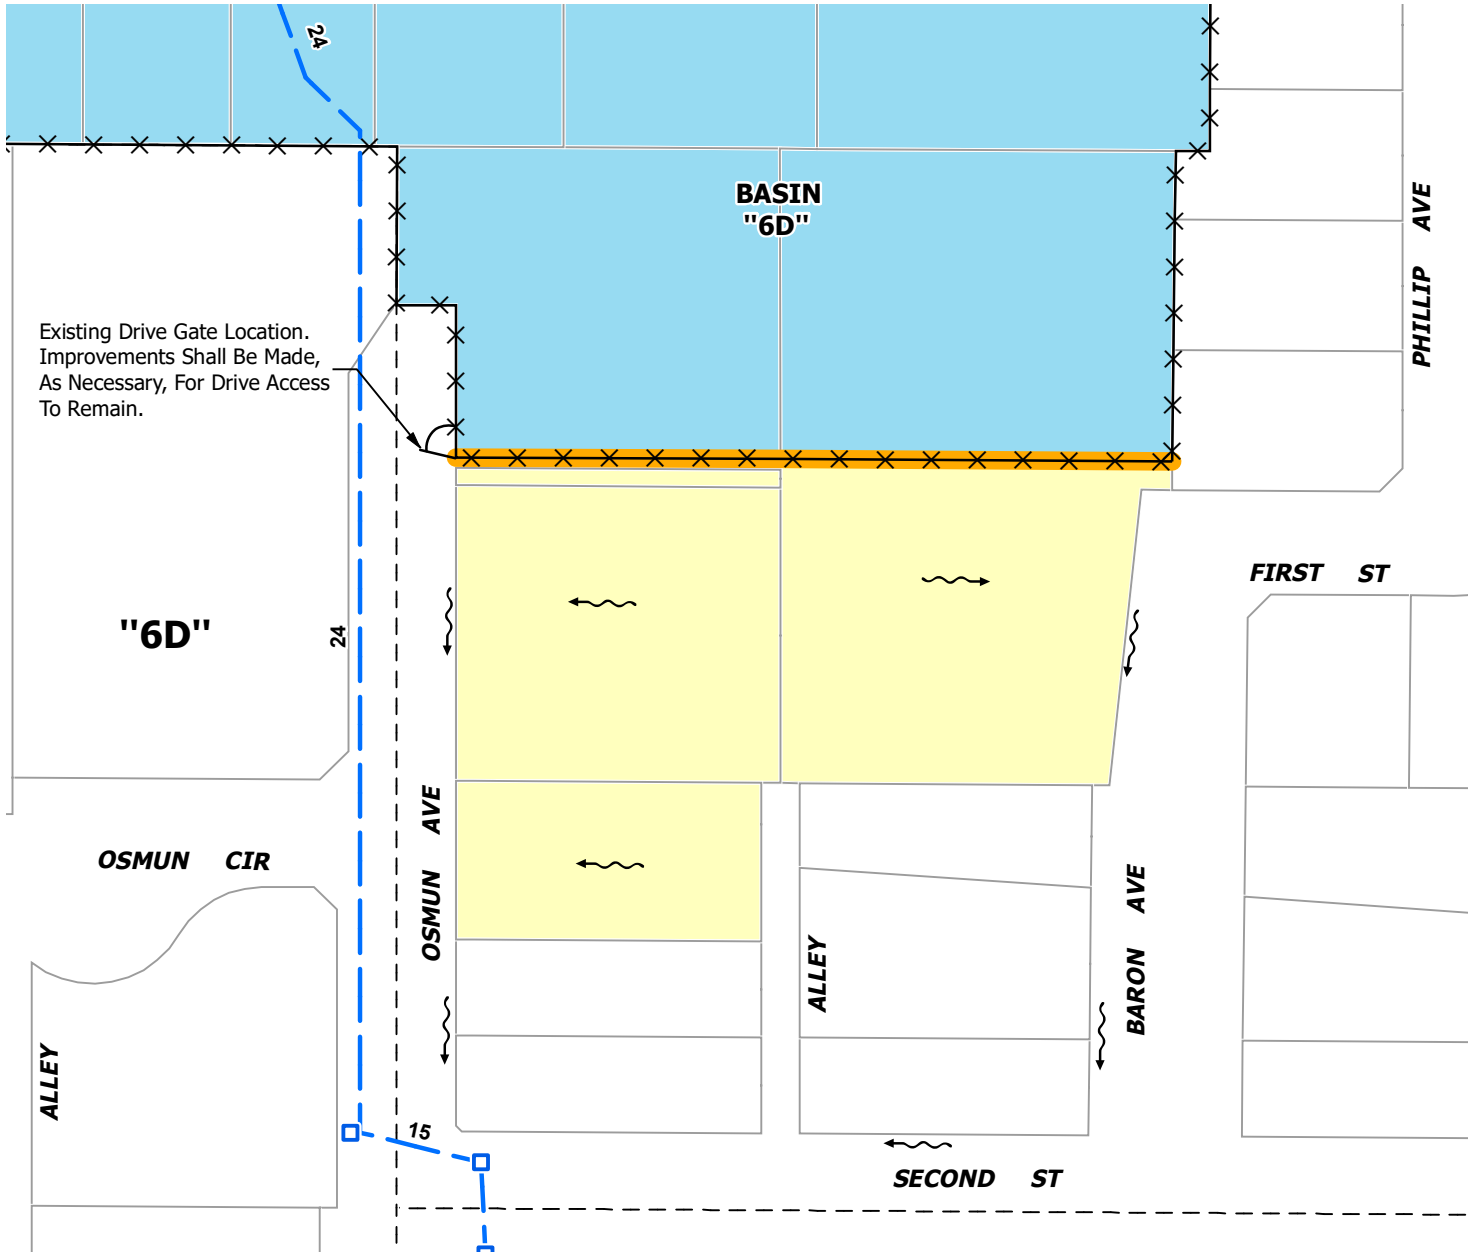 24
BASIN
"6D"
PHILLIP AVE
Existing Drive Gate Location.
Improvements Shall Be Made,
As Necessary, For Drive Access
To Remain.
FIRST ST
"6D"
24
OSMUN AVE
OSMUN CIR
BARON AVE
ALLEY
ALLEY
15
SECOND ST